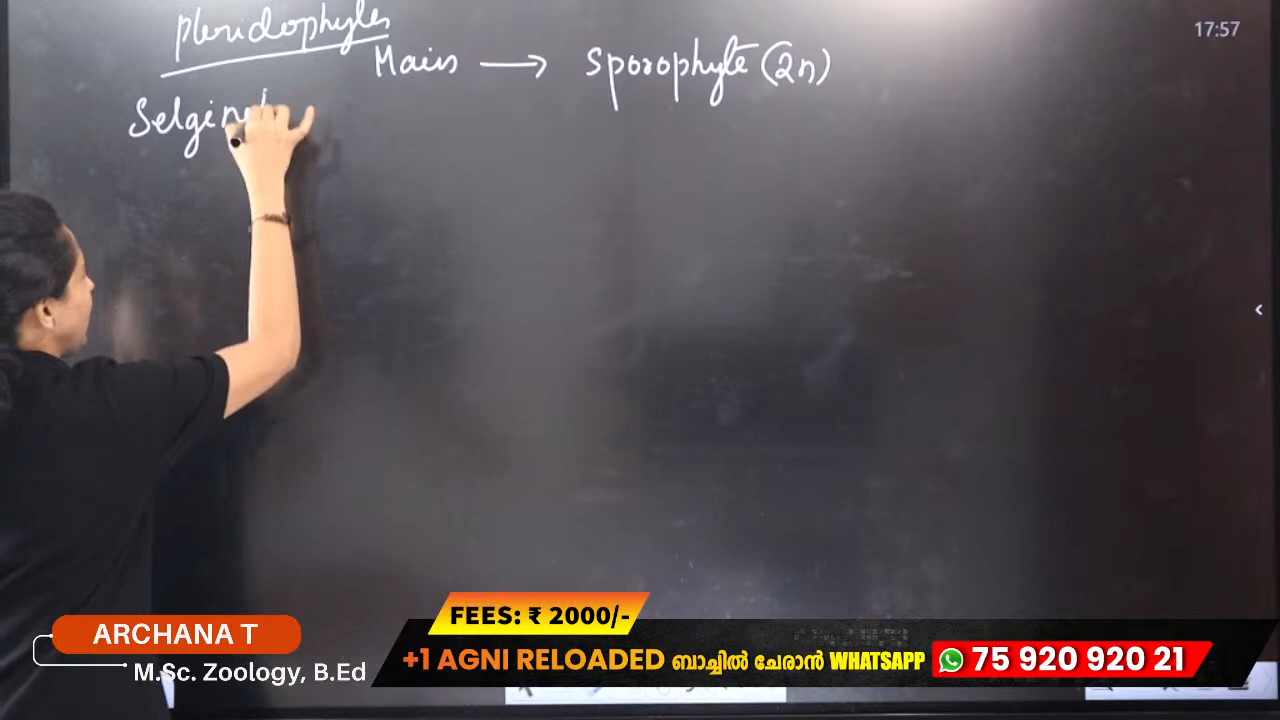 pteridophytes
17:57
Main → Sporophyte (2n)
Selgine
FEES: ₹ 2000/-
ARCHANA T
+1 AGNI RELOADED ബാച്ചിൽ ചേരാൻ WHATSAPP 75 920 920 21
M.Sc. Zoology, B.Ed